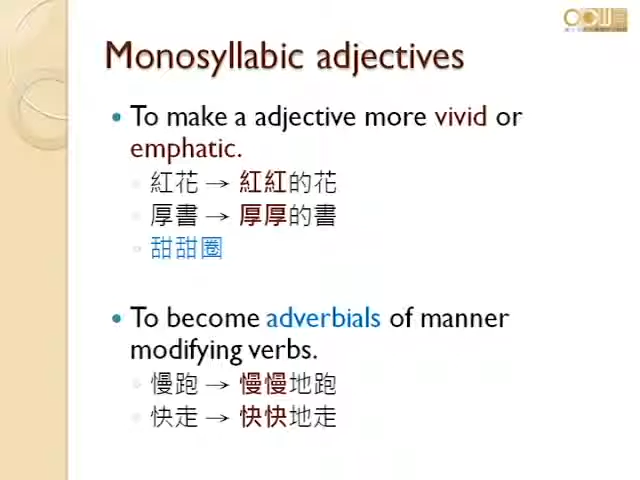 OCW
Monosyllabic adjectives
• To make a adjective more vivid or
emphatic.
紅花 → 紅紅的花
厚書 → 厚厚的書
甜甜圈
• To become adverbials of manner
modifying verbs.
慢跑 → 慢慢地跑
快走 → 快快地走